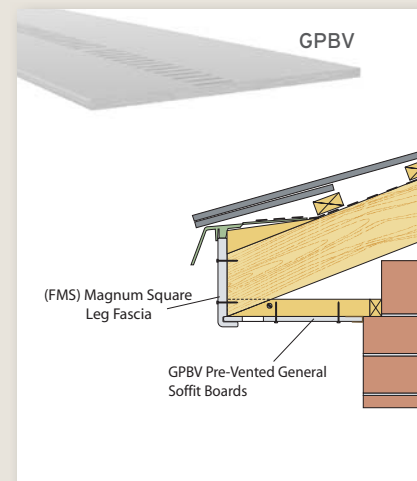 GPBV
(FMS) Magnum Square
Leg Fascia
GPBV Pre-Vented General
Soffit Boards